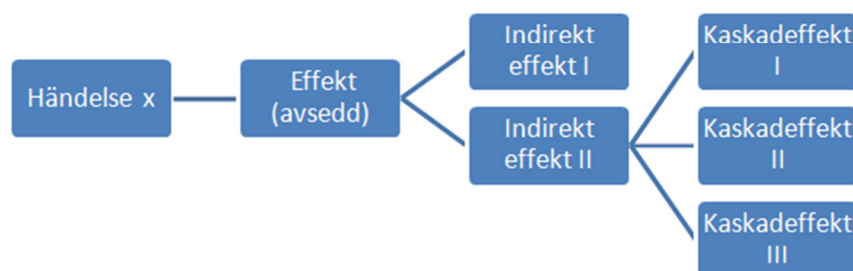 Händelse x
Effekt
(avsedd)
Indirekt
effekt I
Indirekt
effekt II
Kaskadeffekt
I
Kaskadeffekt
II
Kaskadeffekt
III